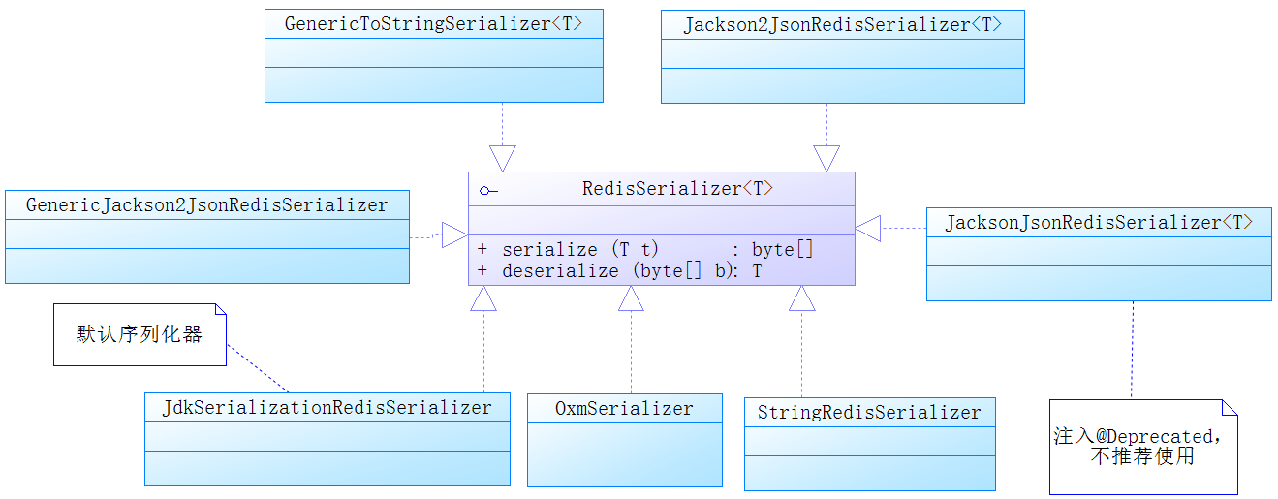 GenericToStringSerializer<T>
Jackson2JsonRedisSerializer<T>
RedisSerializer<T>
GenericJackson2JsonRedisSerializer
JacksonJsonRedisSerializer<T>
+ serialize (T t) : byte[]
+ deserialize (byte[] b): T
默认序列化器
JdkSerializationRedisSerializer
OxmSerializer
StringRedisSerializer
注入@Deprecated，
不推荐使用